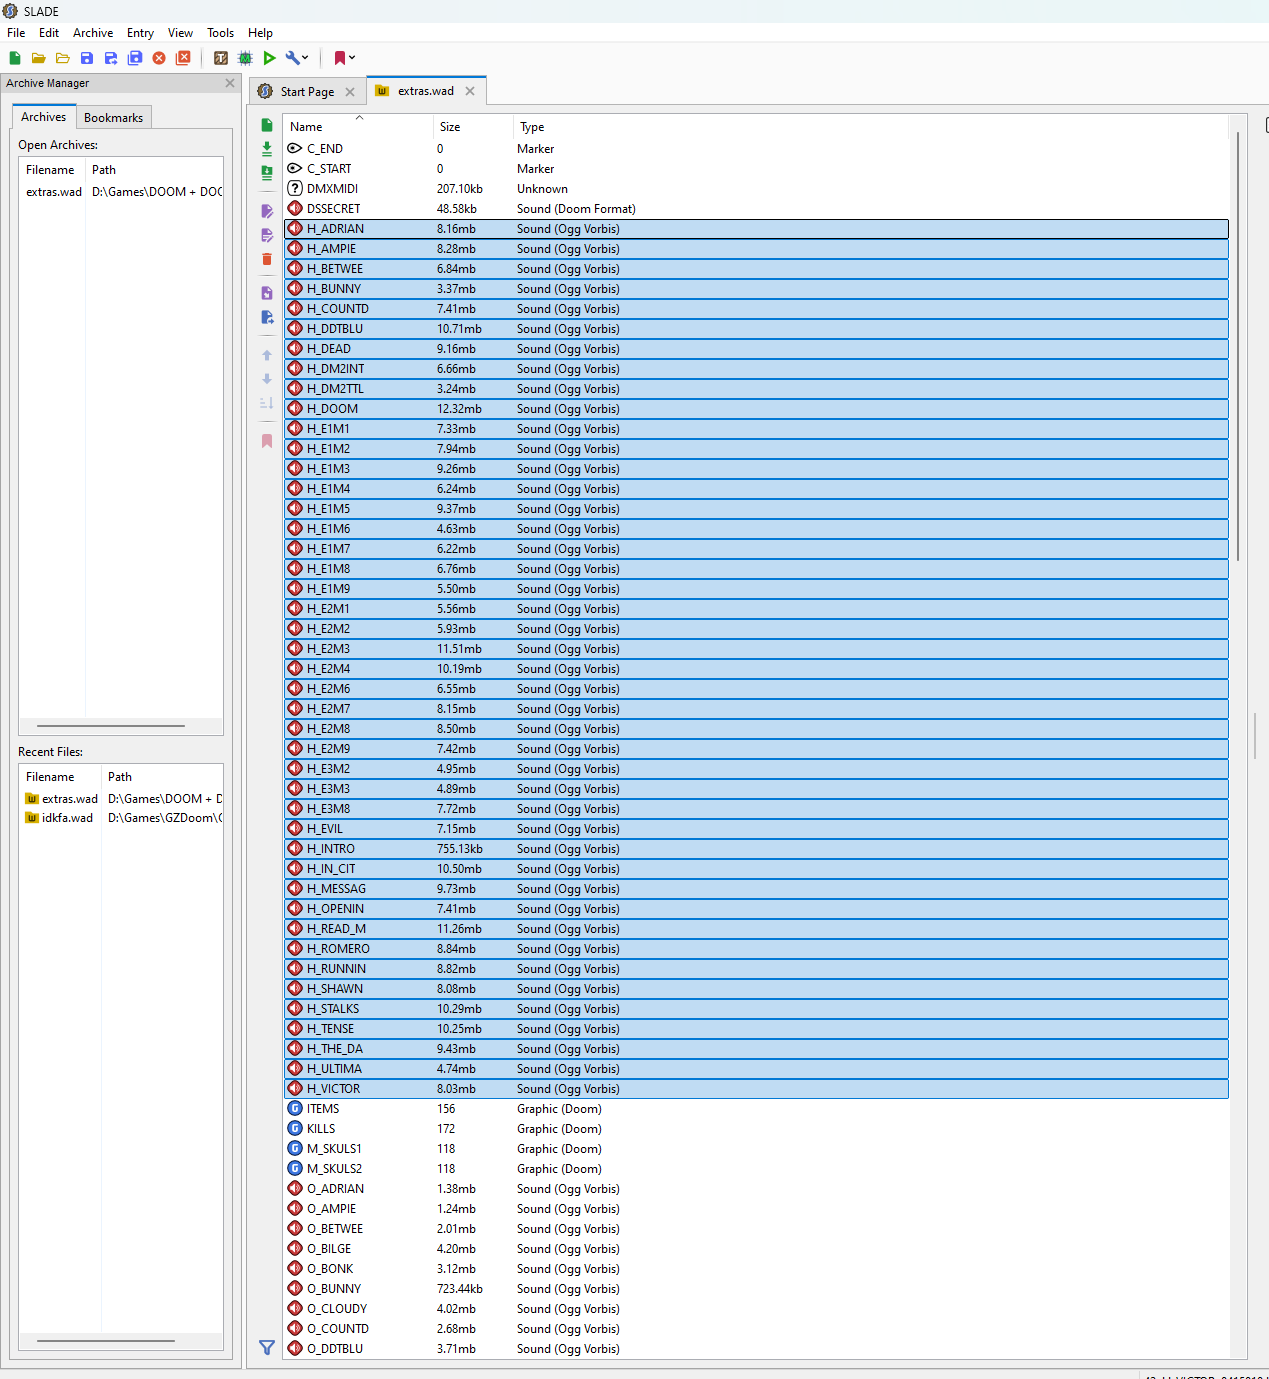 SLADE
File Edit Archive Entry View Tools Help
Archive Manager
Start Page
extras.wad
Archives Bookmarks
Open Archives:
Filename Path
extras.wad D:\Games\DOOM + DOO
Recent Files:
Filename Path
extras.wad D:\Games\DOOM + D
idkfa.wad D:\Games\GZDoom\
Name Size Type
C_END 0 Marker
C_START 0 Marker
DMXMIDI 207.10kb Unknown
DSSECRET 48.58kb Sound (Doom Format)
H_ADRIAN 8.16mb Sound (Ogg Vorbis)
H_AMPIE 8.28mb Sound (Ogg Vorbis)
H_BETWEE 6.84mb Sound (Ogg Vorbis)
H_BUNNY 3.37mb Sound (Ogg Vorbis)
H_COUNTD 7.41mb Sound (Ogg Vorbis)
H_DDTBLU 10.71mb Sound (Ogg Vorbis)
H_DEAD 9.16mb Sound (Ogg Vorbis)
H_DM2INT 6.66mb Sound (Ogg Vorbis)
H_DM2TTL 3.24mb Sound (Ogg Vorbis)
H_DOOM 12.32mb Sound (Ogg Vorbis)
H_E1M1 7.33mb Sound (Ogg Vorbis)
H_E1M2 7.94mb Sound (Ogg Vorbis)
H_E1M3 9.26mb Sound (Ogg Vorbis)
H_E1M4 6.24mb Sound (Ogg Vorbis)
H_E1M5 9.37mb Sound (Ogg Vorbis)
H_E1M6 4.63mb Sound (Ogg Vorbis)
H_E1M7 6.22mb Sound (Ogg Vorbis)
H_E1M8 6.76mb Sound (Ogg Vorbis)
H_E1M9 5.50mb Sound (Ogg Vorbis)
H_E2M1 5.56mb Sound (Ogg Vorbis)
H_E2M2 5.93mb Sound (Ogg Vorbis)
H_E2M3 11.51mb Sound (Ogg Vorbis)
H_E2M4 10.19mb Sound (Ogg Vorbis)
H_E2M6 6.55mb Sound (Ogg Vorbis)
H_E2M7 8.15mb Sound (Ogg Vorbis)
H_E2M8 8.50mb Sound (Ogg Vorbis)
H_E2M9 7.42mb Sound (Ogg Vorbis)
H_E3M2 4.95mb Sound (Ogg Vorbis)
H_E3M3 4.89mb Sound (Ogg Vorbis)
H_E3M8 7.72mb Sound (Ogg Vorbis)
H_EVIL 7.15mb Sound (Ogg Vorbis)
H_INTRO 755.13kb Sound (Ogg Vorbis)
H_IN_CIT 10.50mb Sound (Ogg Vorbis)
H_MESSAG 9.73mb Sound (Ogg Vorbis)
H_OPENIN 7.41mb Sound (Ogg Vorbis)
H_READ_M 11.26mb Sound (Ogg Vorbis)
H_ROMERO 8.84mb Sound (Ogg Vorbis)
H_RUNNIN 8.82mb Sound (Ogg Vorbis)
H_SHAWN 8.08mb Sound (Ogg Vorbis)
H_STALKS 10.29mb Sound (Ogg Vorbis)
H_TENSE 10.25mb Sound (Ogg Vorbis)
H_THE_DA 9.43mb Sound (Ogg Vorbis)
H_ULTIMA 4.74mb Sound (Ogg Vorbis)
H_VICTOR 8.03mb Sound (Ogg Vorbis)
ITEMS 156 Graphic (Doom)
KILLS 172 Graphic (Doom)
M_SKULS1 118 Graphic (Doom)
M_SKULS2 118 Graphic (Doom)
O_ADRIAN 1.38mb Sound (Ogg Vorbis)
O_AMPIE 1.24mb Sound (Ogg Vorbis)
O_BETWEE 2.01mb Sound (Ogg Vorbis)
O_BILGE 4.20mb Sound (Ogg Vorbis)
O_BONK 3.12mb Sound (Ogg Vorbis)
O_BUNNY 723.44kb Sound (Ogg Vorbis)
O_CLOUDY 4.02mb Sound (Ogg Vorbis)
O_COUNTD 2.68mb Sound (Ogg Vorbis)
O_DDTBLU 3.71mb Sound (Ogg Vorbis)